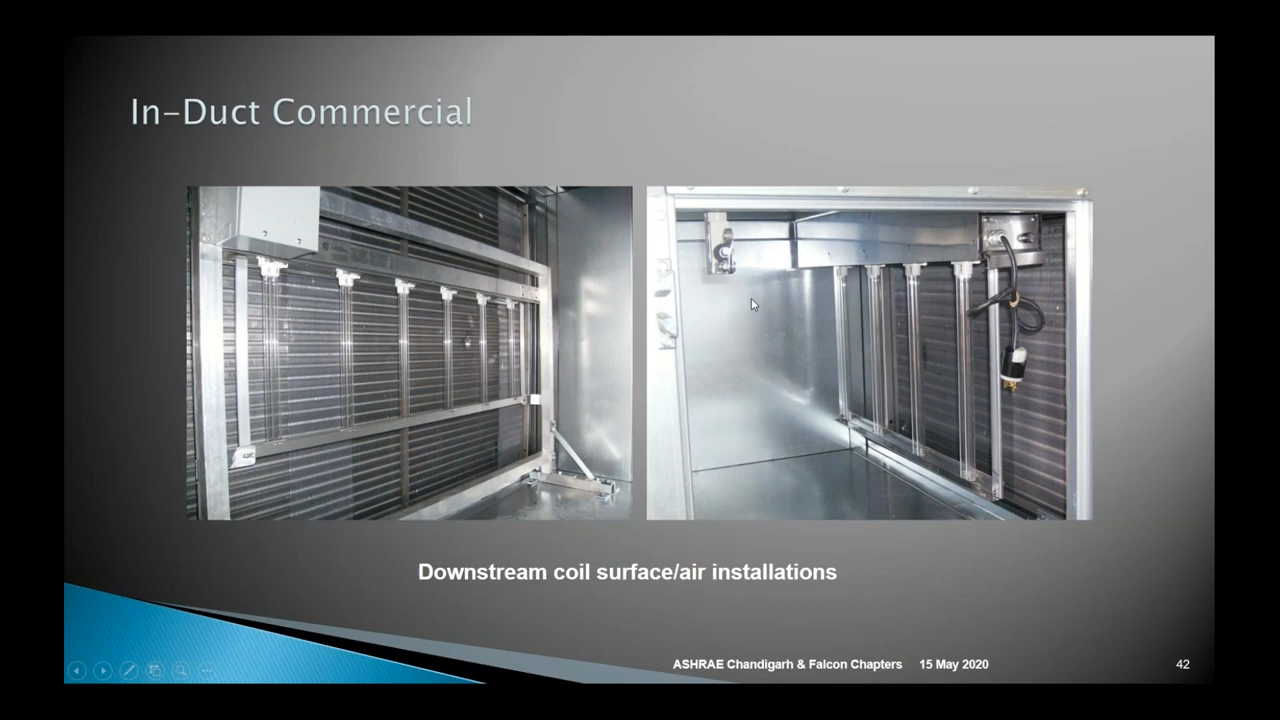 In-Duct Commercial
Downstream coil surface/air installations
ASHRAE Chandigarh & Falcon Chapters 15 May 2020 42